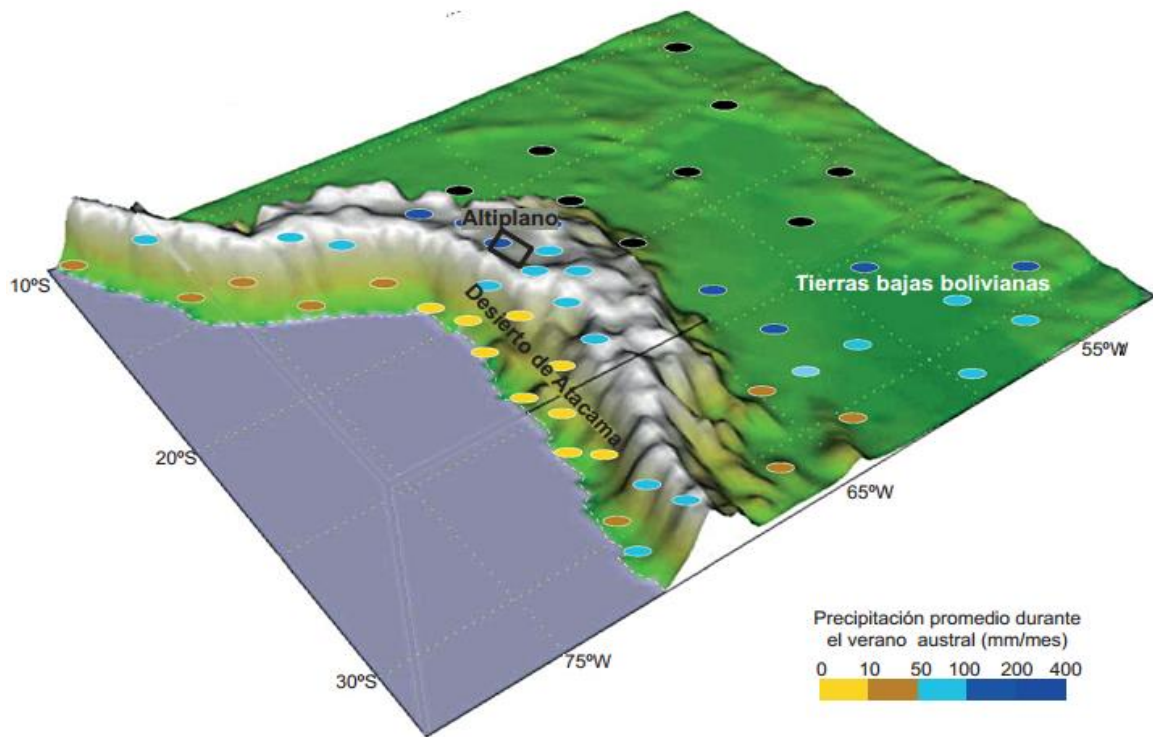 Altiplano
Tierras bajas bolivianas
Desierto de Atacama
10ºS
20ºS
30ºS
75ºW
65ºW
55ºW
Precipitación promedio durante
el verano austral (mm/mes)
0 10 50 100 200 400